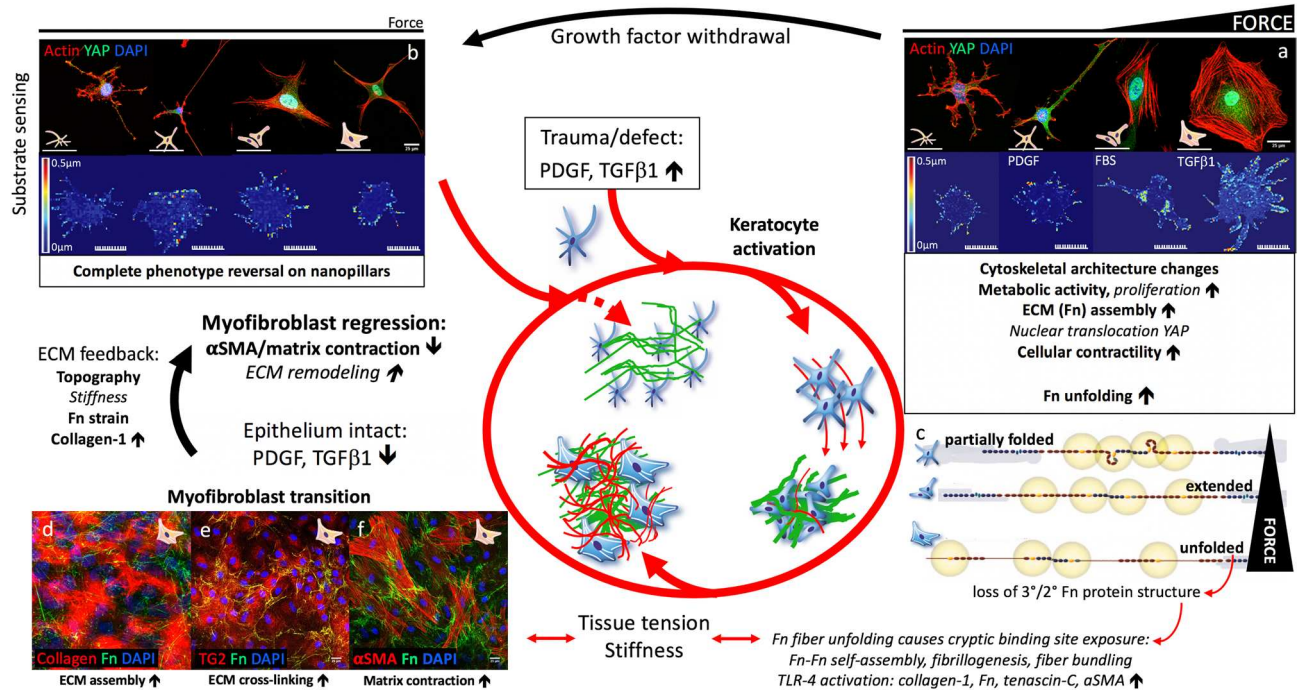 Force
Growth factor withdrawal
FORCE
Substrate sensing
Actin YAP DAPI
b
0.5µm
0µm
Complete phenotype reversal on nanopillars
Trauma/defect:
PDGF, TGFβ1 ↑
Keratocyte
activation
Actin YAP DAPI
a
25 µm
PDGF
FBS
TGFβ1
0.5µm
0µm
Cytoskeletal architecture changes
Metabolic activity, proliferation ↑
ECM (Fn) assembly ↑
Nuclear translocation YAP
Cellular contractility ↑
Fn unfolding ↑
ECM feedback:
Topography
Stiffness
Fn strain
Collagen-1 ↑
Myofibroblast regression:
αSMA/matrix contraction ↓
ECM remodeling ↑
Epithelium intact:
PDGF, TGFβ1 ↓
Myofibroblast transition
d
Collagen Fn DAPI
ECM assembly ↑
e
TG2 Fn DAPI
ECM cross-linking ↑
f
αSMA Fn DAPI
Matrix contraction ↑
Tissue tension
Stiffness
c
partially folded
extended
unfolded
FORCE
loss of 3°/2° Fn protein structure
Fn fiber unfolding causes cryptic binding site exposure:
Fn-Fn self-assembly, fibrillogenesis, fiber bundling
TLR-4 activation: collagen-1, Fn, tenascin-C, aSMA ↑